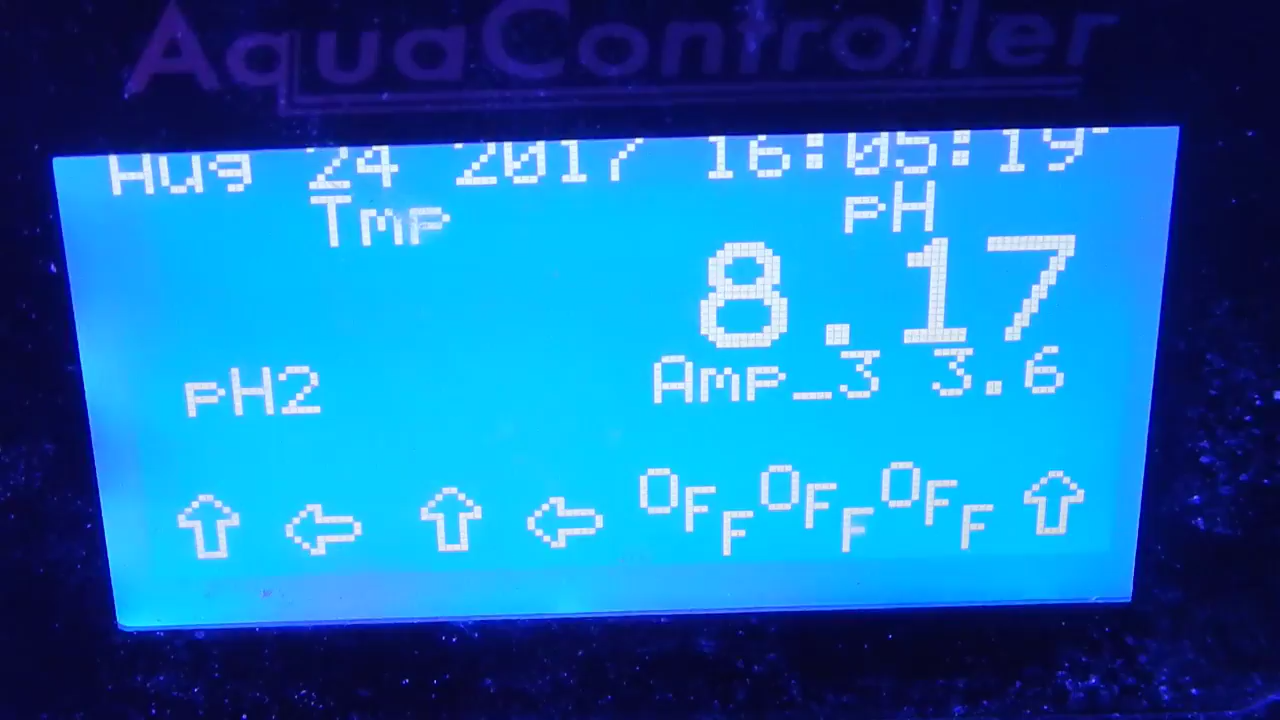 AquaController
Aug 24 2017 16:05:19
Tmp pH
8.17
pH2 Amp_3 3.6
OFF OFF OFF